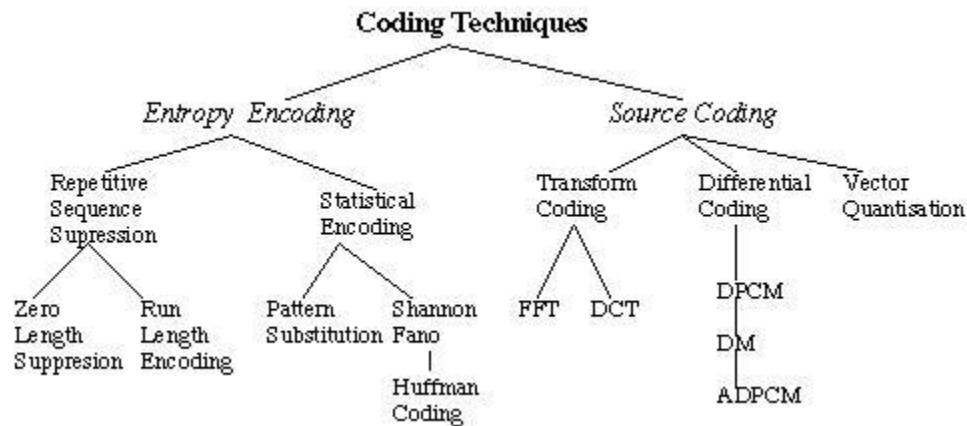 Coding Techniques
Entropy Encoding
Source Coding
Repetitive
Sequence
Supression
Statistical
Encoding
Transform
Coding
Differential
Coding
Vector
Quantisation
Zero
Length
Suppresion
Run
Length
Encoding
Pattern
Substitution
Shannon
Fano
Huffman
Coding
FFT
DCT
DPCM
DM
ADPCM